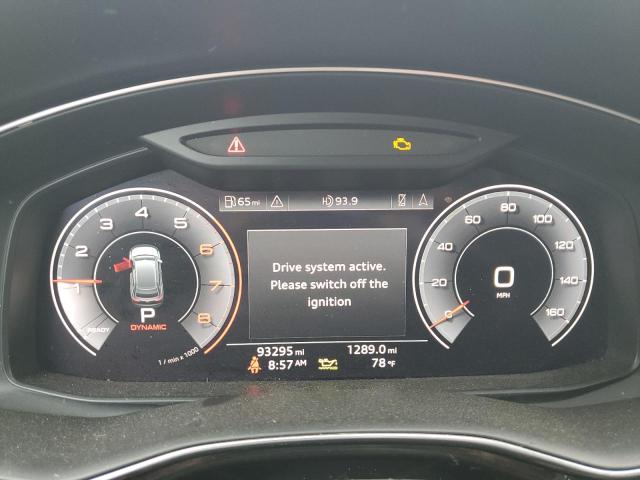 65 mi 93.9
1 2 3 4 5 6 7 8
READY
P
DYNAMIC
1 / min x 1000
Drive system active.
Please switch off the
ignition
0 20 40 60 80 100 120 140 160
0
MPH
93295 mi 1289.0 mi
8:57 AM 78 °F